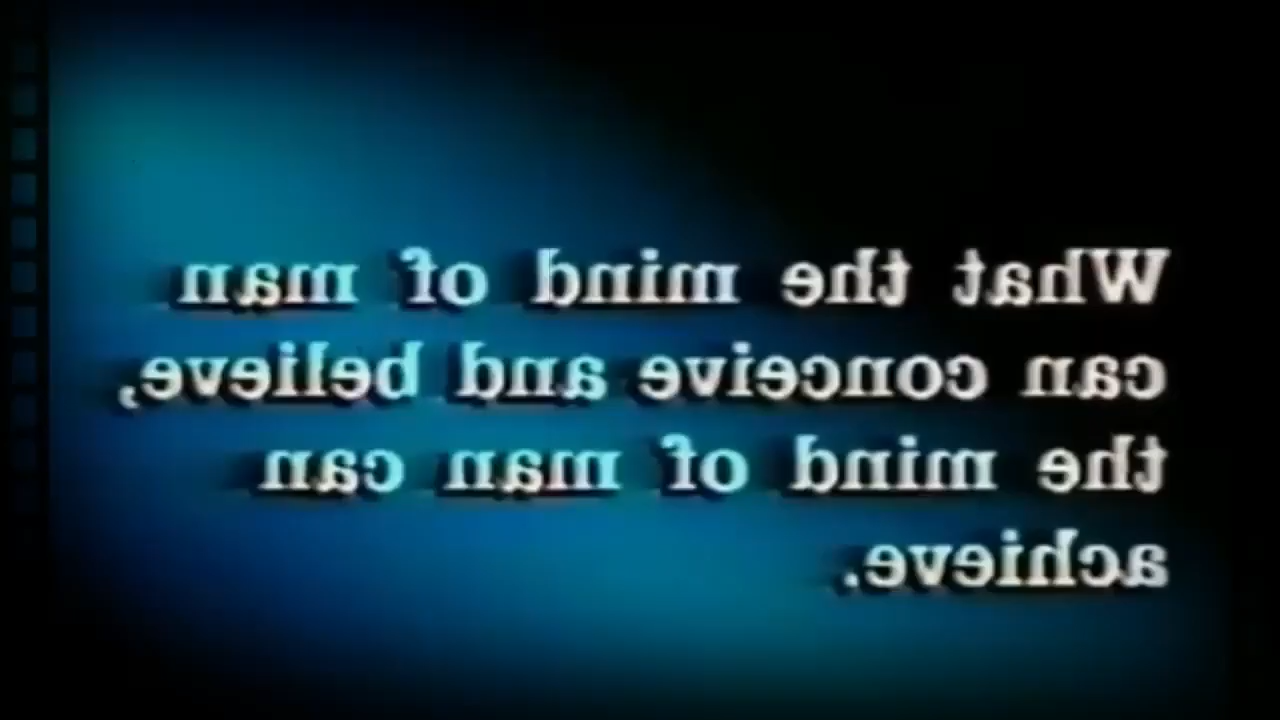 What the mind of man
can conceive and believe,
the mind of man can
achieve.